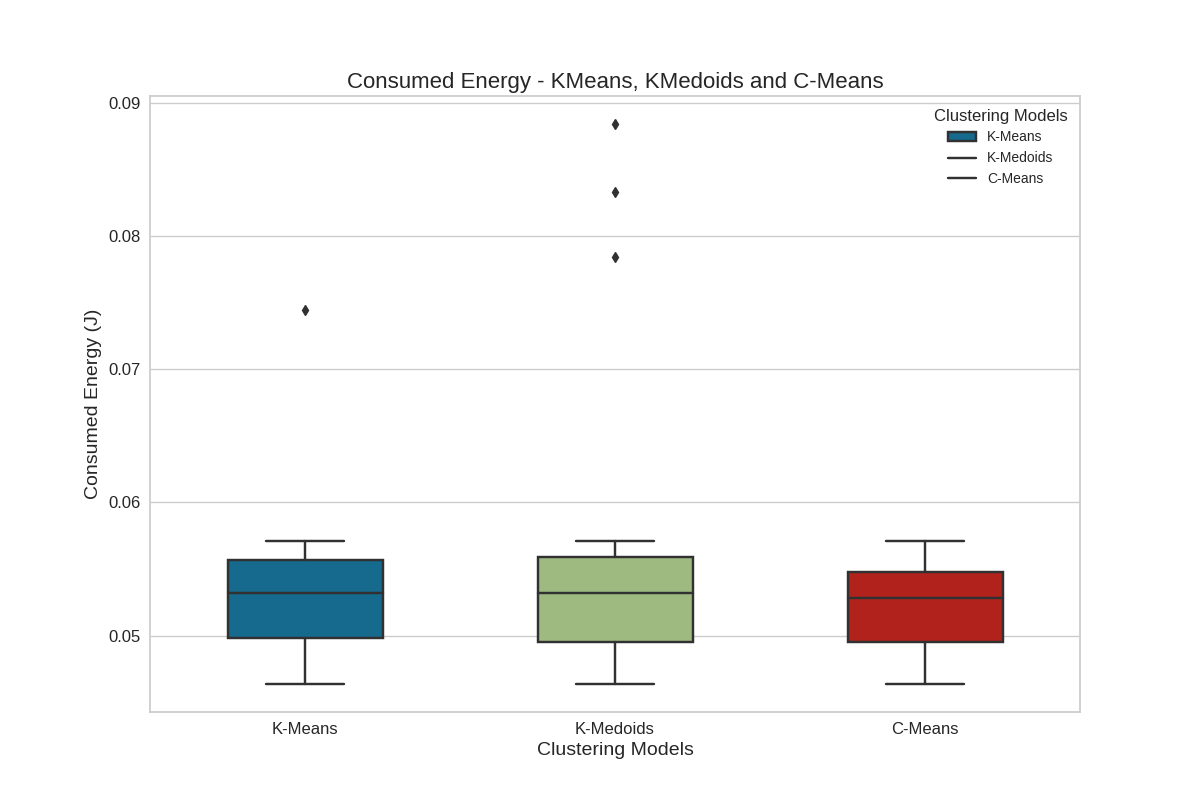 Consumed Energy - KMeans, KMedoids and C-Means
0.09
0.08
0.07
0.06
0.05
Consumed Energy (J)
Clustering Models
K-Means
K-Medoids
C-Means
K-Means
K-Medoids
C-Means
Clustering Models